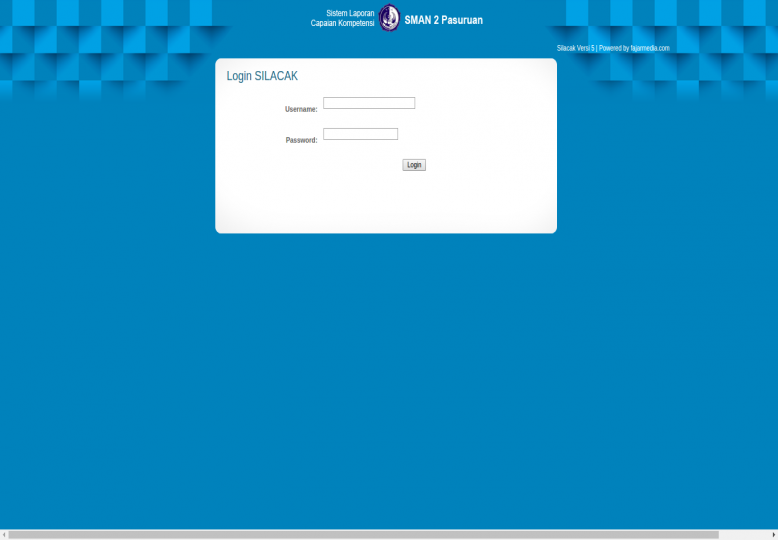 Sistem Laporan
Capaian Kompetensi
SMAN 2 Pasuruan
Silacak Versi 5 | Powered by fajarmedia.com
Login SILACAK
Username:
Password:
Login